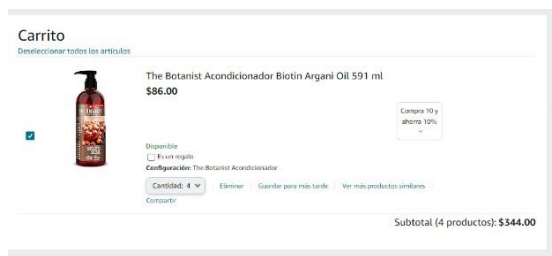 Carrito
Deseleccionar todos los artículos
The Botanist Acondicionador Biotin Argani Oil 591 ml
$86.00
Compra 10 y
ahorra 10%
Disponible
Es un regalo
Configuración: The Botanist Acondicionador
Cantidad: 4 Eliminar Guardar para más tarde Ver más productos similares
Compartir
Subtotal (4 productos): $344.00